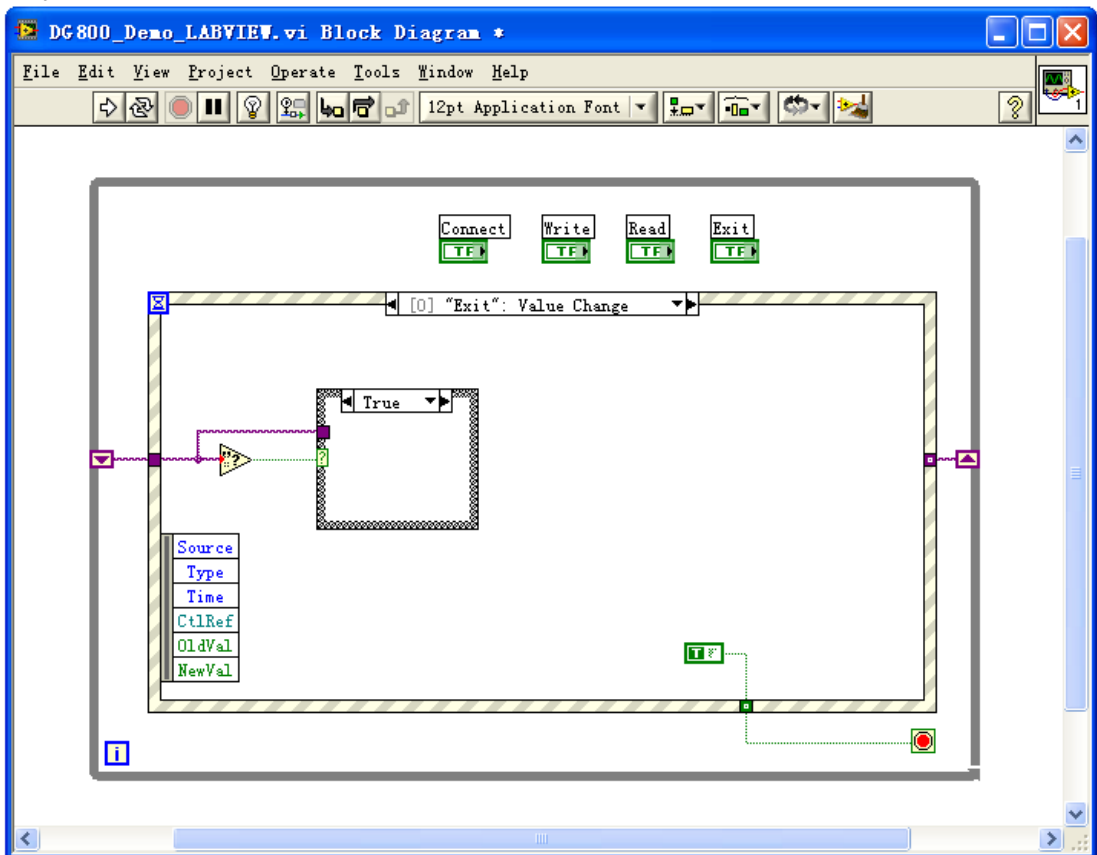 DG800_Demo_LABVIEW.vi Block Diagram *
File Edit View Project Operate Tools Window Help
12pt Application Font
?
1
Connect Write Read Exit
TF TF TF TF
[0] "Exit": Value Change
True
"?
?
Source
Type
Time
CtlRef
OldVal
NewVal
T
i